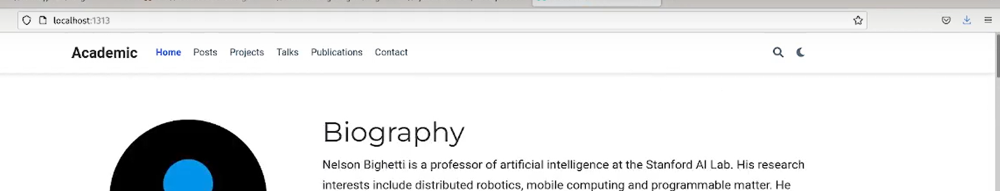 localhost:1313
Academic Home Posts Projects Talks Publications Contact
Biography
Nelson Bighetti is a professor of artificial intelligence at the Stanford AI Lab. His research
interests include distributed robotics, mobile computing and programmable matter. He